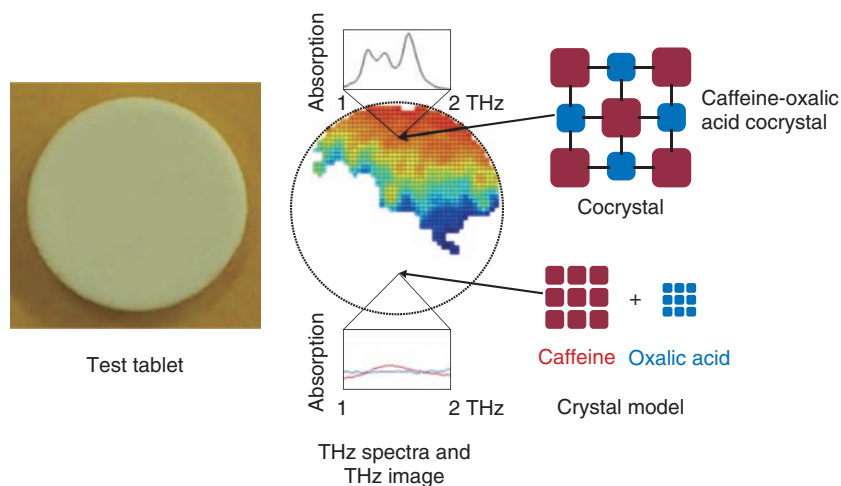 Absorption
1
2 THz
Caffeine-oxalic
acid cocrystal
Cocrystal
+
Caffeine
Oxalic acid
Test tablet
Absorption
1
2 THz
Crystal model
THz spectra and
THz image